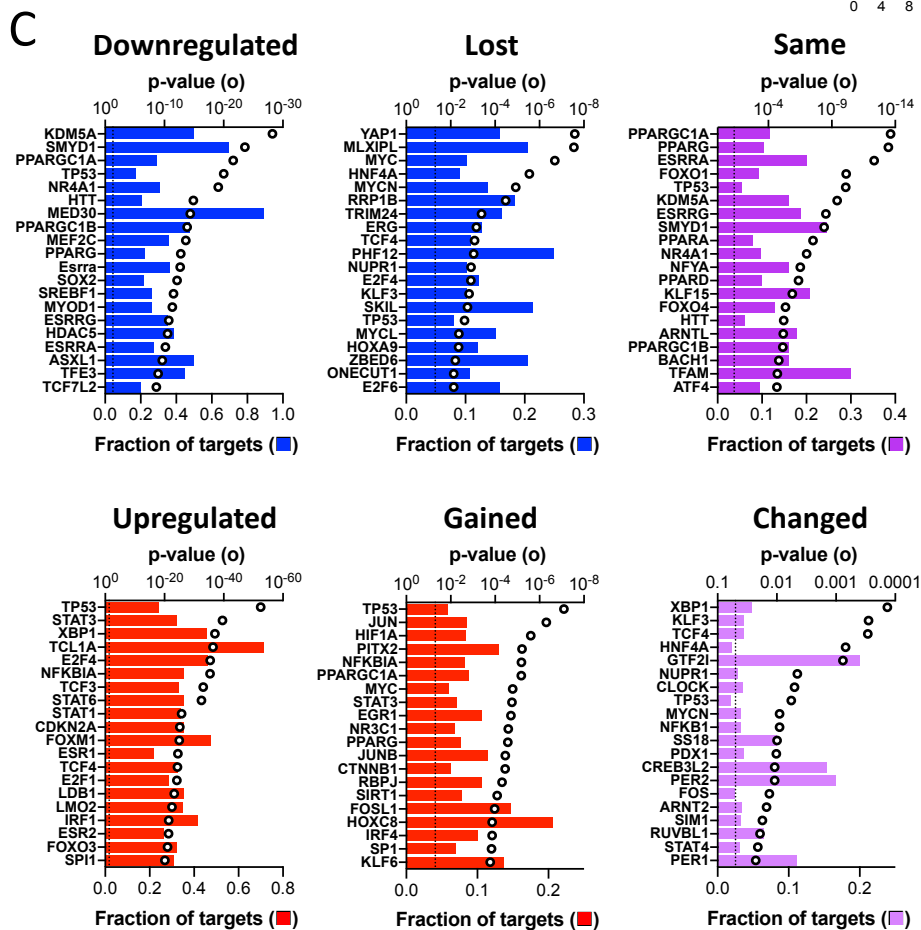 0 4 8
C
Downregulated
p-value (o)
10⁰ 10⁻¹⁰ 10⁻²⁰ 10⁻³⁰
KDM5A
SMYD1
PPARGC1A
TP53
NR4A1
HTT
MED30
PPARGC1B
MEF2C
PPARG
Esrra
SOX2
SREBF1
MYOD1
ESRRG
HDAC5
ESRRA
ASXL1
TFE3
TCF7L2
0.0 0.2 0.4 0.6 0.8 1.0
Fraction of targets ( )
Lost
p-value (o)
10⁰ 10⁻² 10⁻⁴ 10⁻⁶ 10⁻⁸
YAP1
MLXIPL
MYC
HNF4A
MYCN
RRP1B
TRIM24
ERG
TCF4
PHF12
NUPR1
E2F4
KLF3
SKIL
TP53
MYCL
HOXA9
ZBED6
ONECUT1
E2F6
0.0 0.1 0.2 0.3
Fraction of targets ( )
Same
p-value (o)
10⁻⁴ 10⁻⁹ 10⁻¹⁴
PPARGC1A
PPARG
ESRRA
FOXO1
TP53
KDM5A
ESRRG
SMYD1
PPARA
NR4A1
NFYA
PPARD
KLF15
FOXO4
HTT
ARNTL
PPARGC1B
BACH1
TFAM
ATF4
0.0 0.1 0.2 0.3 0.4
Fraction of targets ( )
Upregulated
p-value (o)
10⁰ 10⁻²⁰ 10⁻⁴⁰ 10⁻⁶⁰
TP53
STAT3
XBP1
TCL1A
E2F4
NFKBIA
TCF3
STAT6
STAT1
CDKN2A
FOXM1
ESR1
TCF4
E2F1
LDB1
LMO2
IRF1
ESR2
FOXO3
SPI1
0.0 0.2 0.4 0.6 0.8
Fraction of targets ( )
Gained
p-value (o)
10⁰ 10⁻² 10⁻⁴ 10⁻⁶ 10⁻⁸
TP53
JUN
HIF1A
PITX2
NFKBIA
PPARGC1A
MYC
STAT3
EGR1
NR3C1
PPARG
JUNB
CTNNB1
RBPJ
SIRT1
FOSL1
HOXC8
IRF4
SP1
KLF6
0.0 0.1 0.2
Fraction of targets ( )
Changed
p-value (o)
0.1 0.01 0.001 0.0001
XBP1
KLF3
TCF4
HNF4A
GTF2I
NUPR1
CLOCK
TP53
MYCN
NFKB1
SS18
PDX1
CREB3L2
PER2
FOS
ARNT2
SIM1
RUVBL1
STAT4
PER1
0.0 0.1 0.2
Fraction of targets ( )